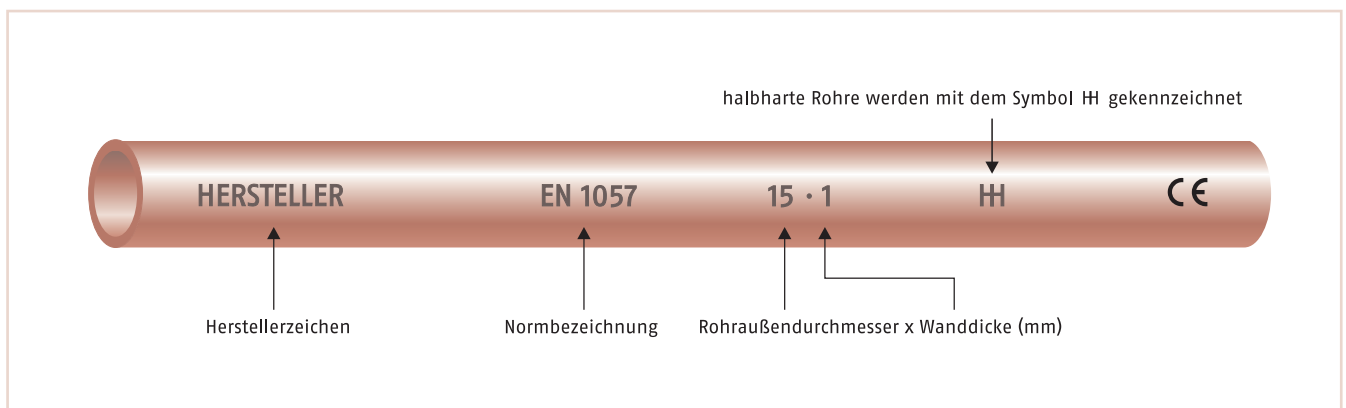 halbharte Rohre werden mit dem Symbol HH gekennzeichnet
HERSTELLER EN 1057 15 · 1 HH CE
Herstellerzeichen Normbezeichnung Rohraußendurchmesser x Wanddicke (mm)